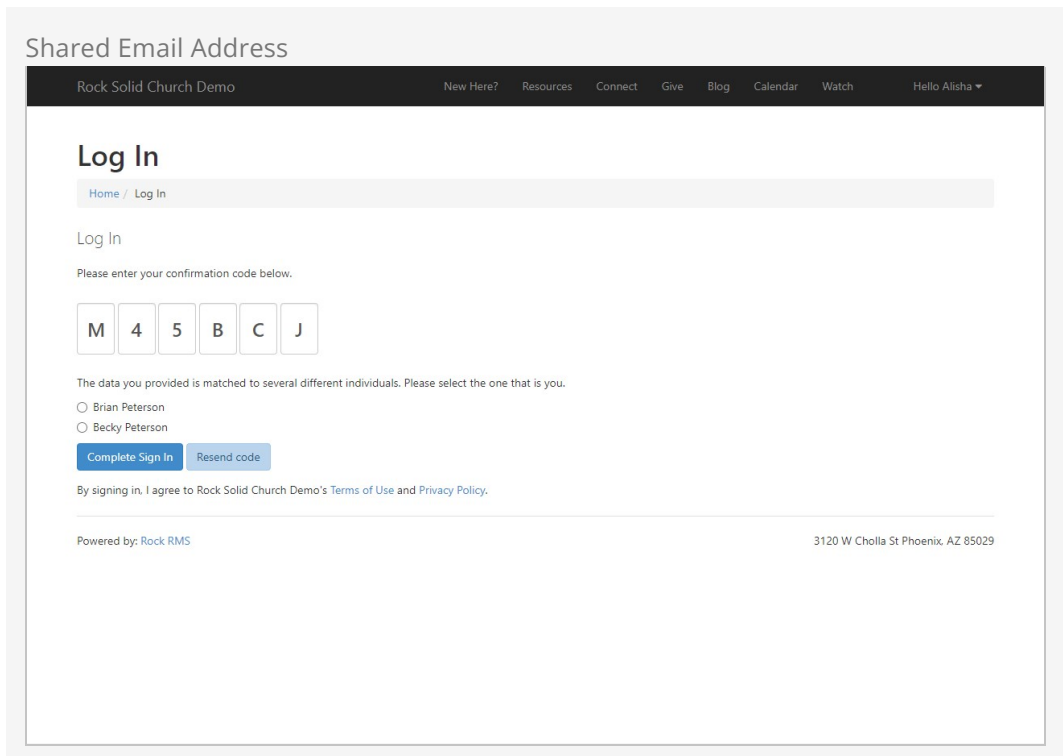 Shared Email Address
Rock Solid Church Demo New Here? Resources Connect Give Blog Calendar Watch Hello Alisha
Log In
Home / Log In
Log In
Please enter your confirmation code below.
M 4 5 B C J
The data you provided is matched to several different individuals. Please select the one that is you.
Brian Peterson
Becky Peterson
Complete Sign In Resend code
By signing in, I agree to Rock Solid Church Demo's Terms of Use and Privacy Policy.
Powered by: Rock RMS 3120 W Cholla St Phoenix, AZ 85029